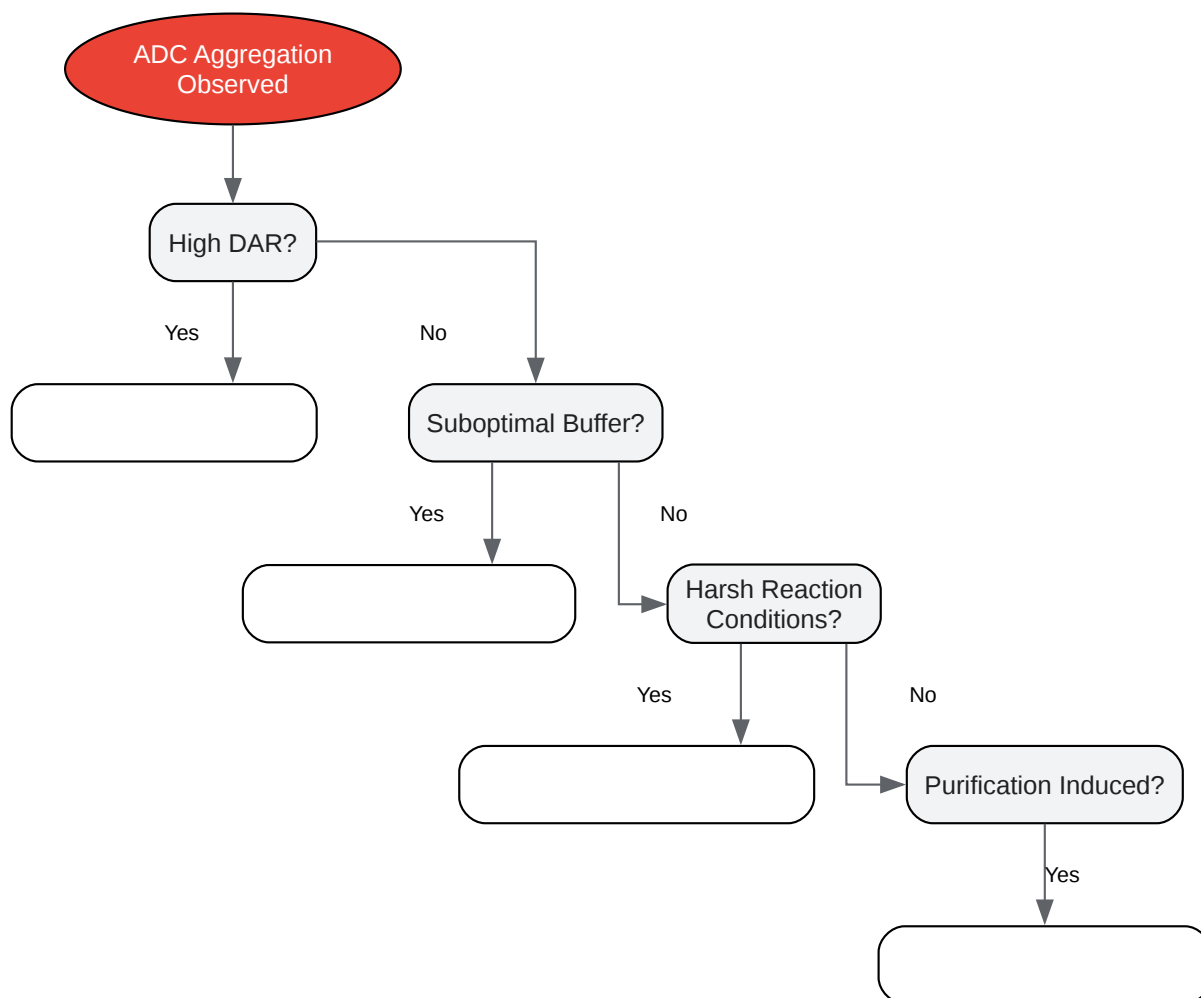 ADC Aggregation
Observed
High DAR?
Yes
No
Suboptimal Buffer?
Yes
No
Harsh Reaction
Conditions?
Yes
No
Purification Induced?
Yes